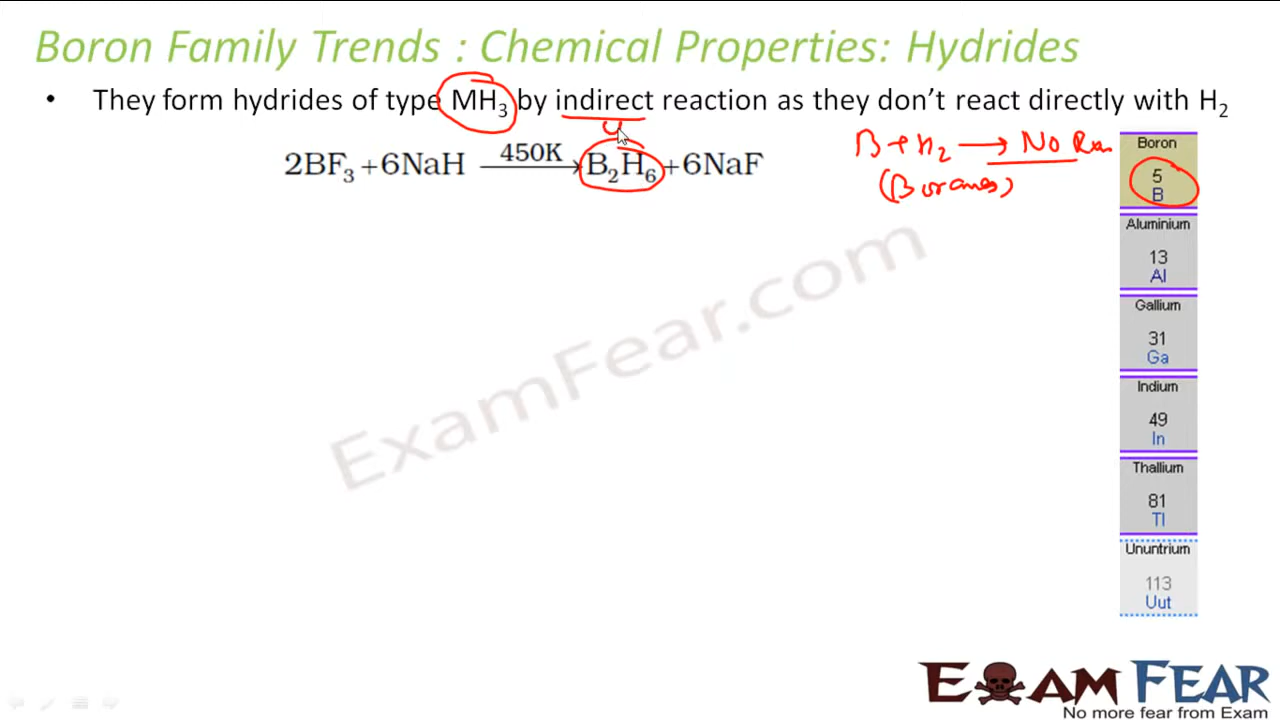 Boron Family Trends : Chemical Properties: Hydrides
• They form hydrides of type MH₃ by indirect reaction as they don't react directly with H₂
2BF₃+6NaH 450K→ B₂H₆+6NaF
B+H₂ → No Rxn
(Boranes)
Boron
5
B
Aluminium
13
Al
Gallium
31
Ga
Indium
49
In
Thallium
81
Tl
Ununtrium
113
Uut
ExamFear.com
EXAM FEAR
No more fear from Exam